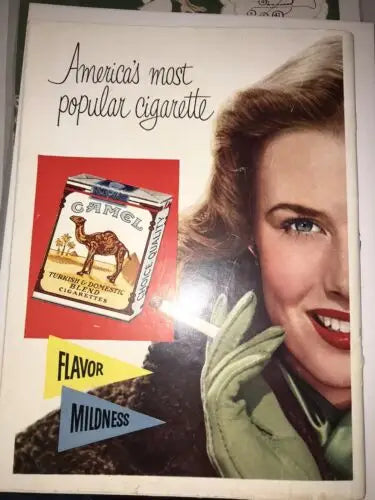 America's most
popular cigarette
CAMEL
TURKISH & DOMESTIC
BLEND
CIGARETTES
CHOICE QUALITY
FLAVOR
MILDNESS